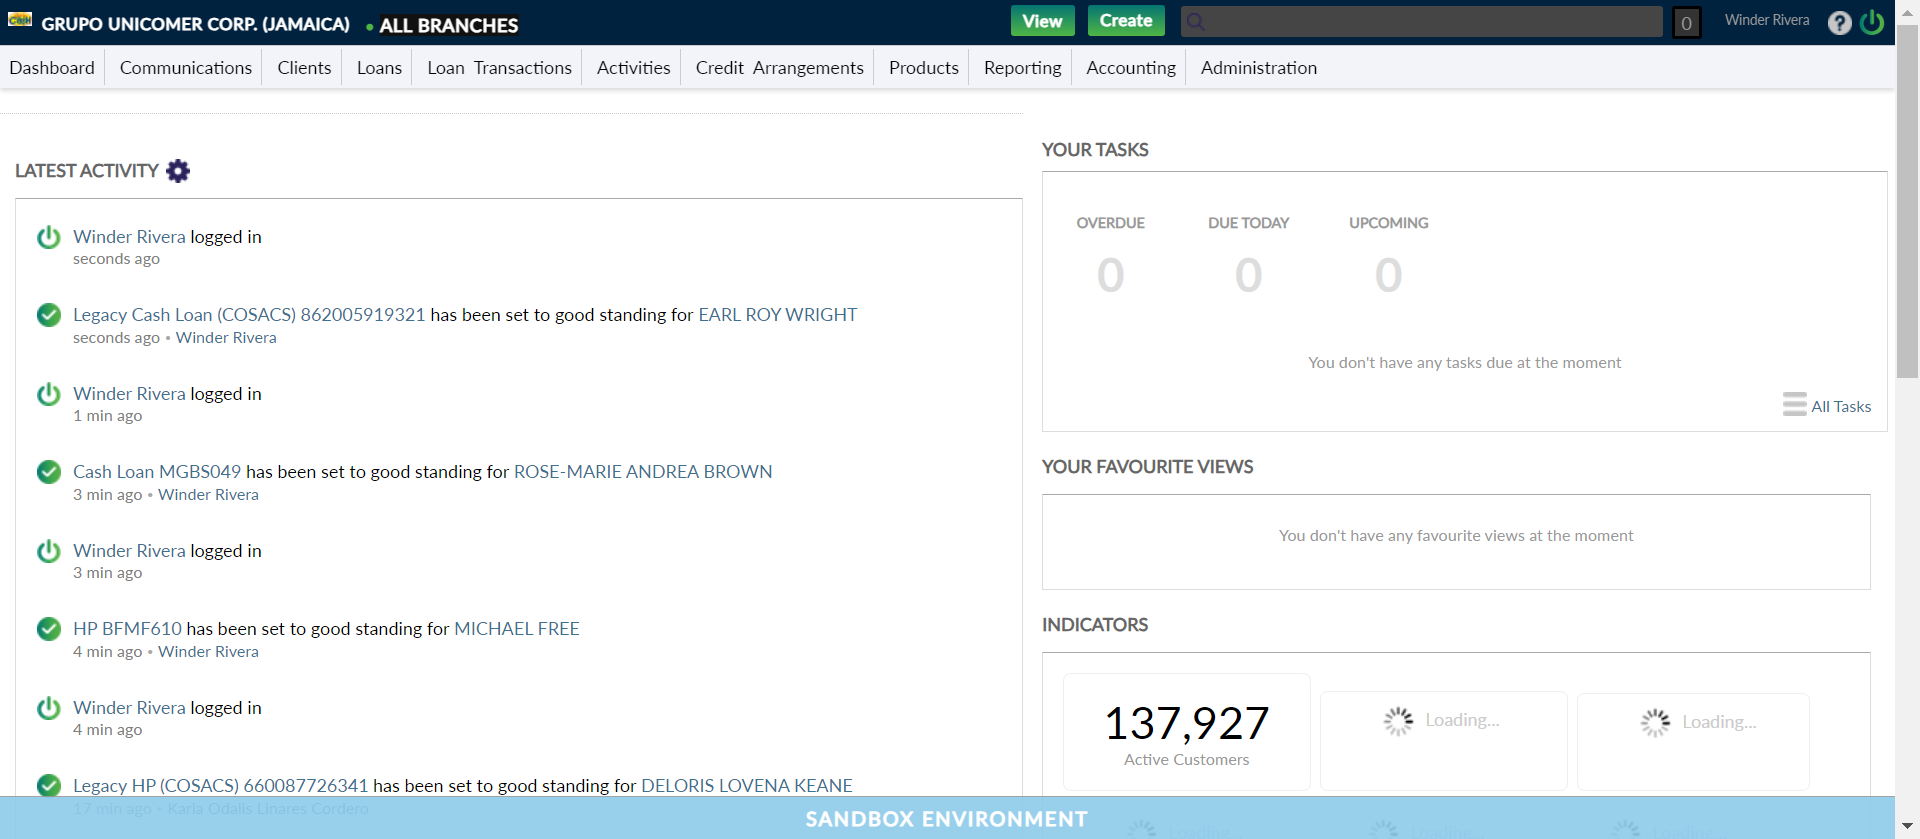 Cash GRUPO UNICOMER CORP. (JAMAICA) • ALL BRANCHES View Create 0 Winder Rivera ?
Dashboard Communications Clients Loans Loan Transactions Activities Credit Arrangements Products Reporting Accounting Administration
LATEST ACTIVITY
Winder Rivera logged in
seconds ago
Legacy Cash Loan (COSACS) 862005919321 has been set to good standing for EARL ROY WRIGHT
seconds ago • Winder Rivera
Winder Rivera logged in
1 min ago
Cash Loan MGBS049 has been set to good standing for ROSE-MARIE ANDREA BROWN
3 min ago • Winder Rivera
Winder Rivera logged in
3 min ago
HP BFMF610 has been set to good standing for MICHAEL FREE
4 min ago • Winder Rivera
Winder Rivera logged in
4 min ago
Legacy HP (COSACS) 660087726341 has been set to good standing for DELORIS LOVENA KEANE
17 min ago • Karla Odalis Linares Cordero
YOUR TASKS
OVERDUE DUE TODAY UPCOMING
0 0 0
You don't have any tasks due at the moment
All Tasks
YOUR FAVOURITE VIEWS
You don't have any favourite views at the moment
INDICATORS
137,927
Active Customers
Loading... Loading...
Loading... Loading... Loading...
SANDBOX ENVIRONMENT